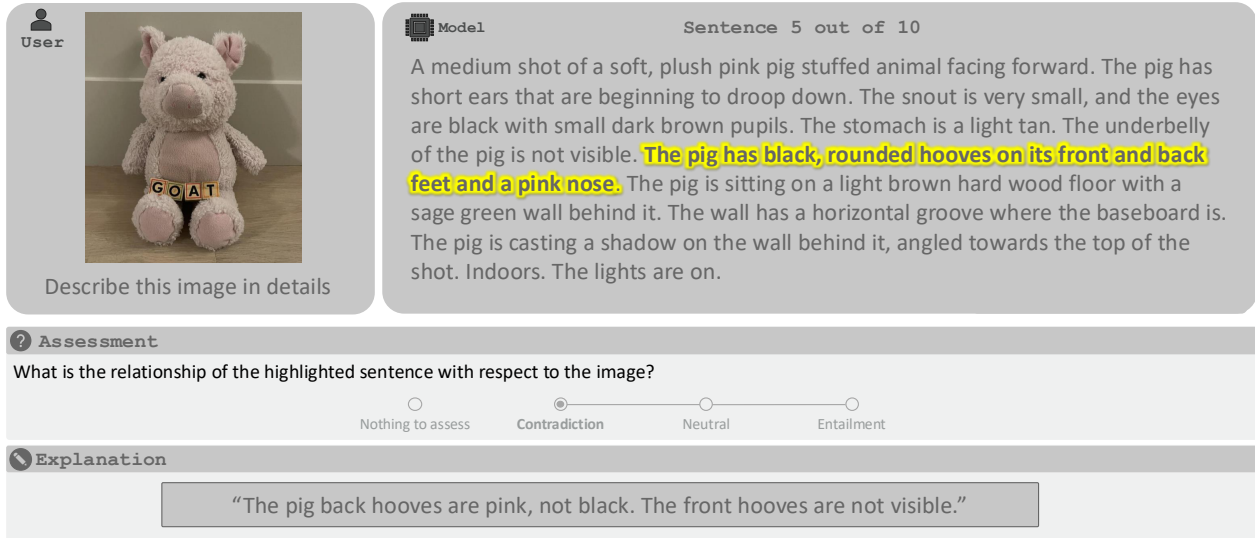 User
GOAT
Describe this image in details
Model
Sentence 5 out of 10
A medium shot of a soft, plush pink pig stuffed animal facing forward. The pig has
short ears that are beginning to droop down. The snout is very small, and the eyes
are black with small dark brown pupils. The stomach is a light tan. The underbelly
of the pig is not visible. The pig has black, rounded hooves on its front and back
feet and a pink nose. The pig is sitting on a light brown hard wood floor with a
sage green wall behind it. The wall has a horizontal groove where the baseboard is.
The pig is casting a shadow on the wall behind it, angled towards the top of the
shot. Indoors. The lights are on.
? Assessment
What is the relationship of the highlighted sentence with respect to the image?
Nothing to assess Contradiction Neutral Entailment
Explanation
“The pig back hooves are pink, not black. The front hooves are not visible.”